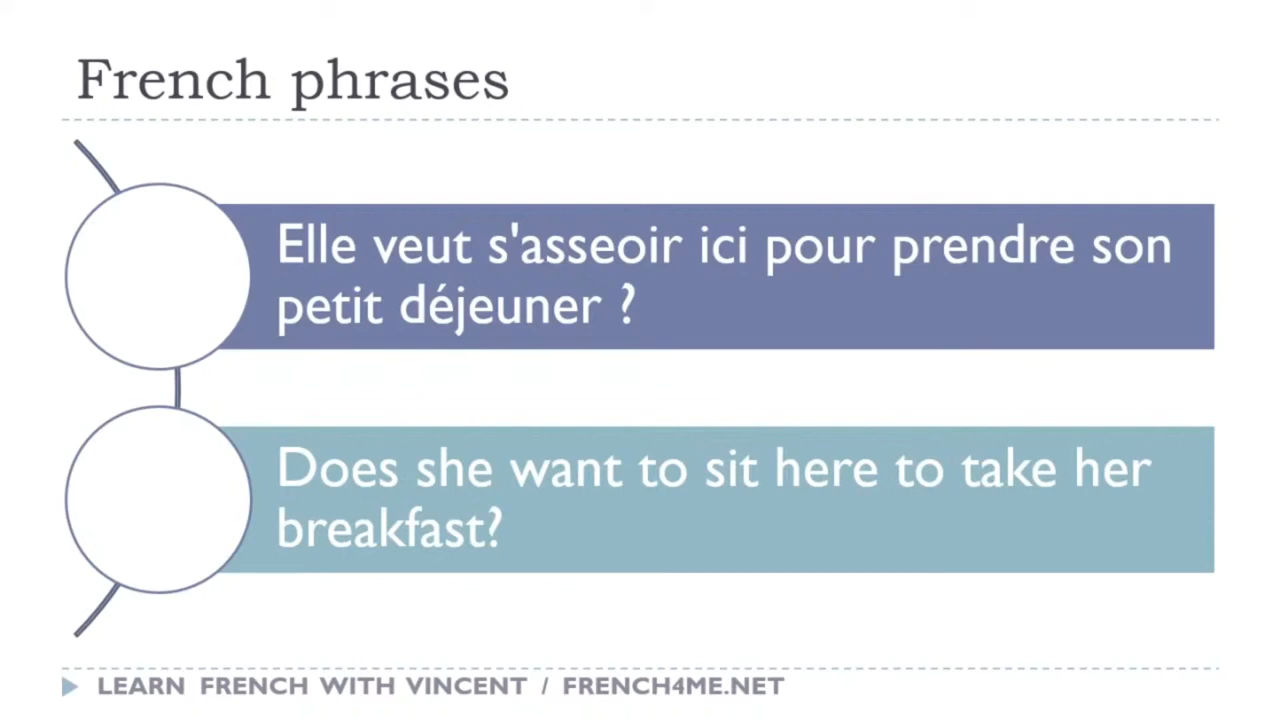 French phrases
Elle veut s'asseoir ici pour prendre son
petit déjeuner ?
Does she want to sit here to take her
breakfast?
LEARN FRENCH WITH VINCENT / FRENCH4ME.NET